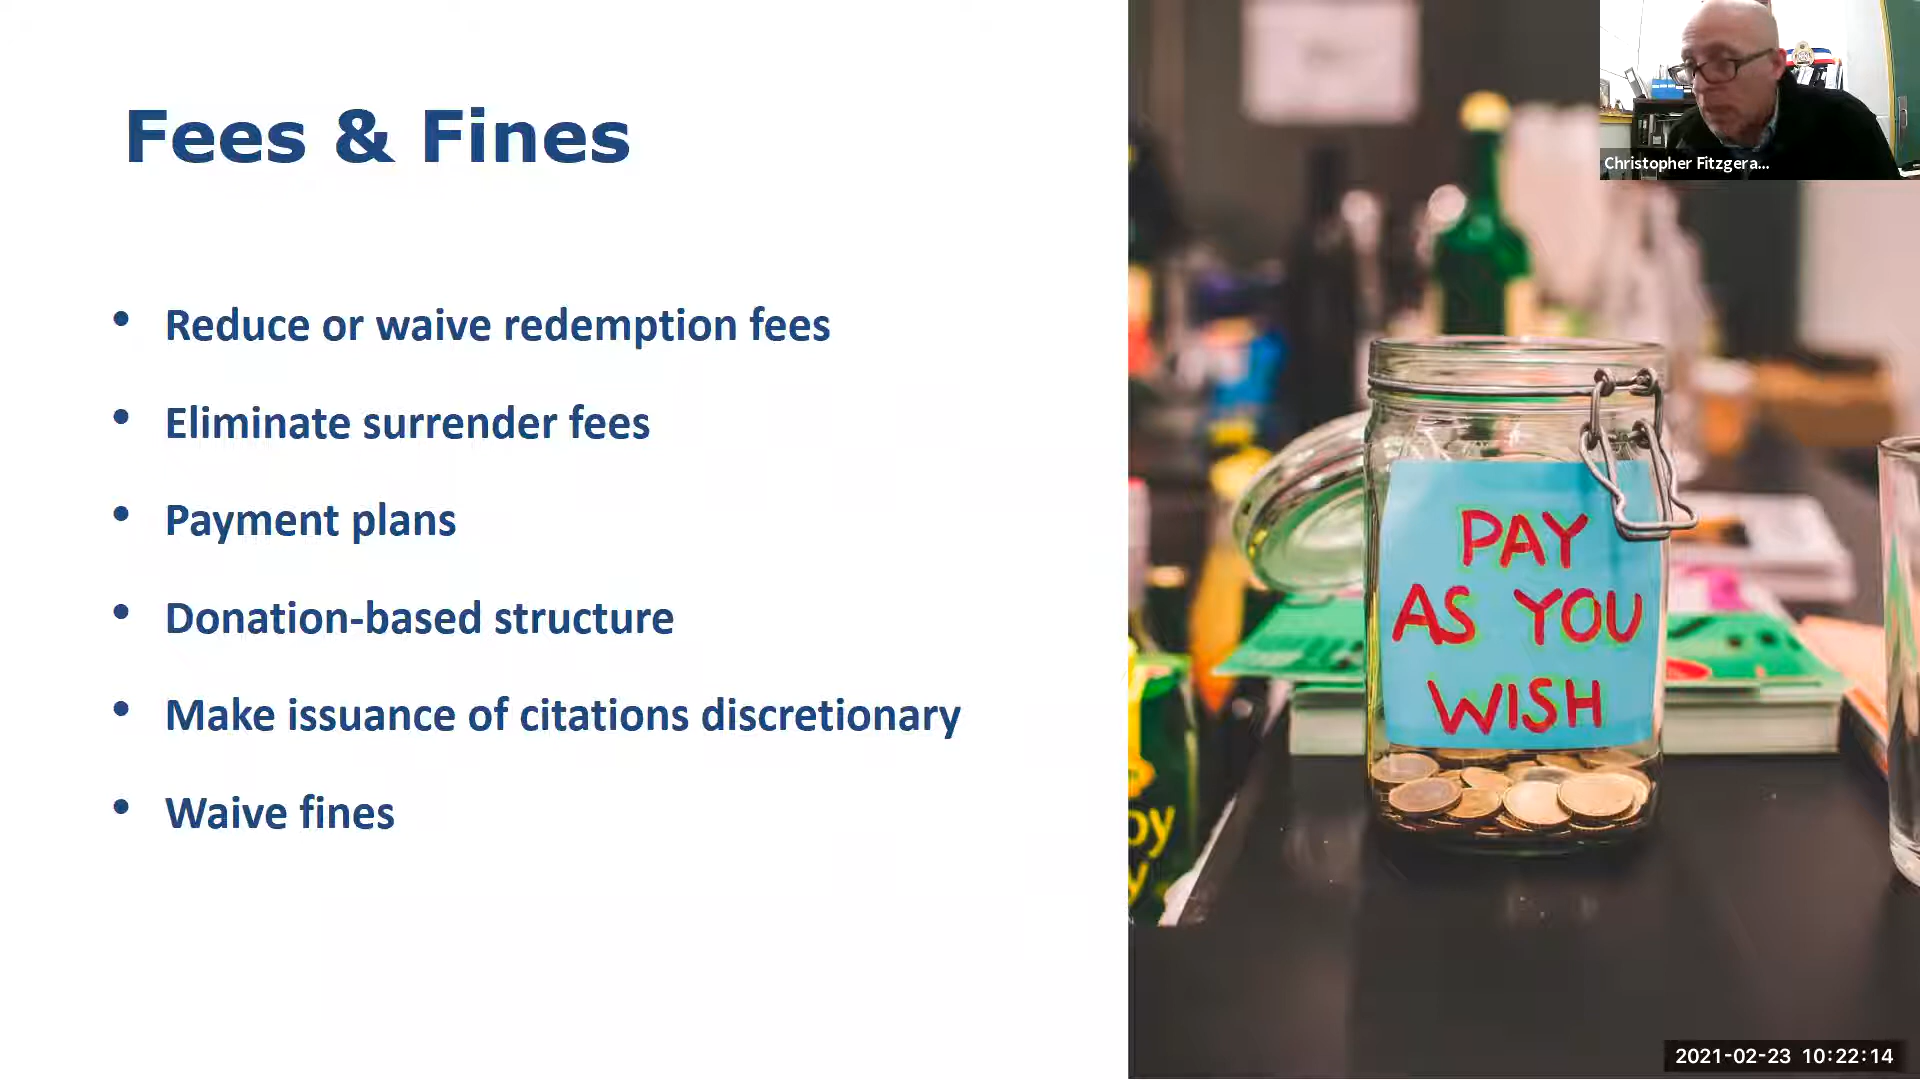 Fees & Fines
• Reduce or waive redemption fees
• Eliminate surrender fees
• Payment plans
• Donation-based structure
• Make issuance of citations discretionary
• Waive fines
Christopher Fitzgera...
PAY
AS YOU
WISH
2021-02-23 10:22:14